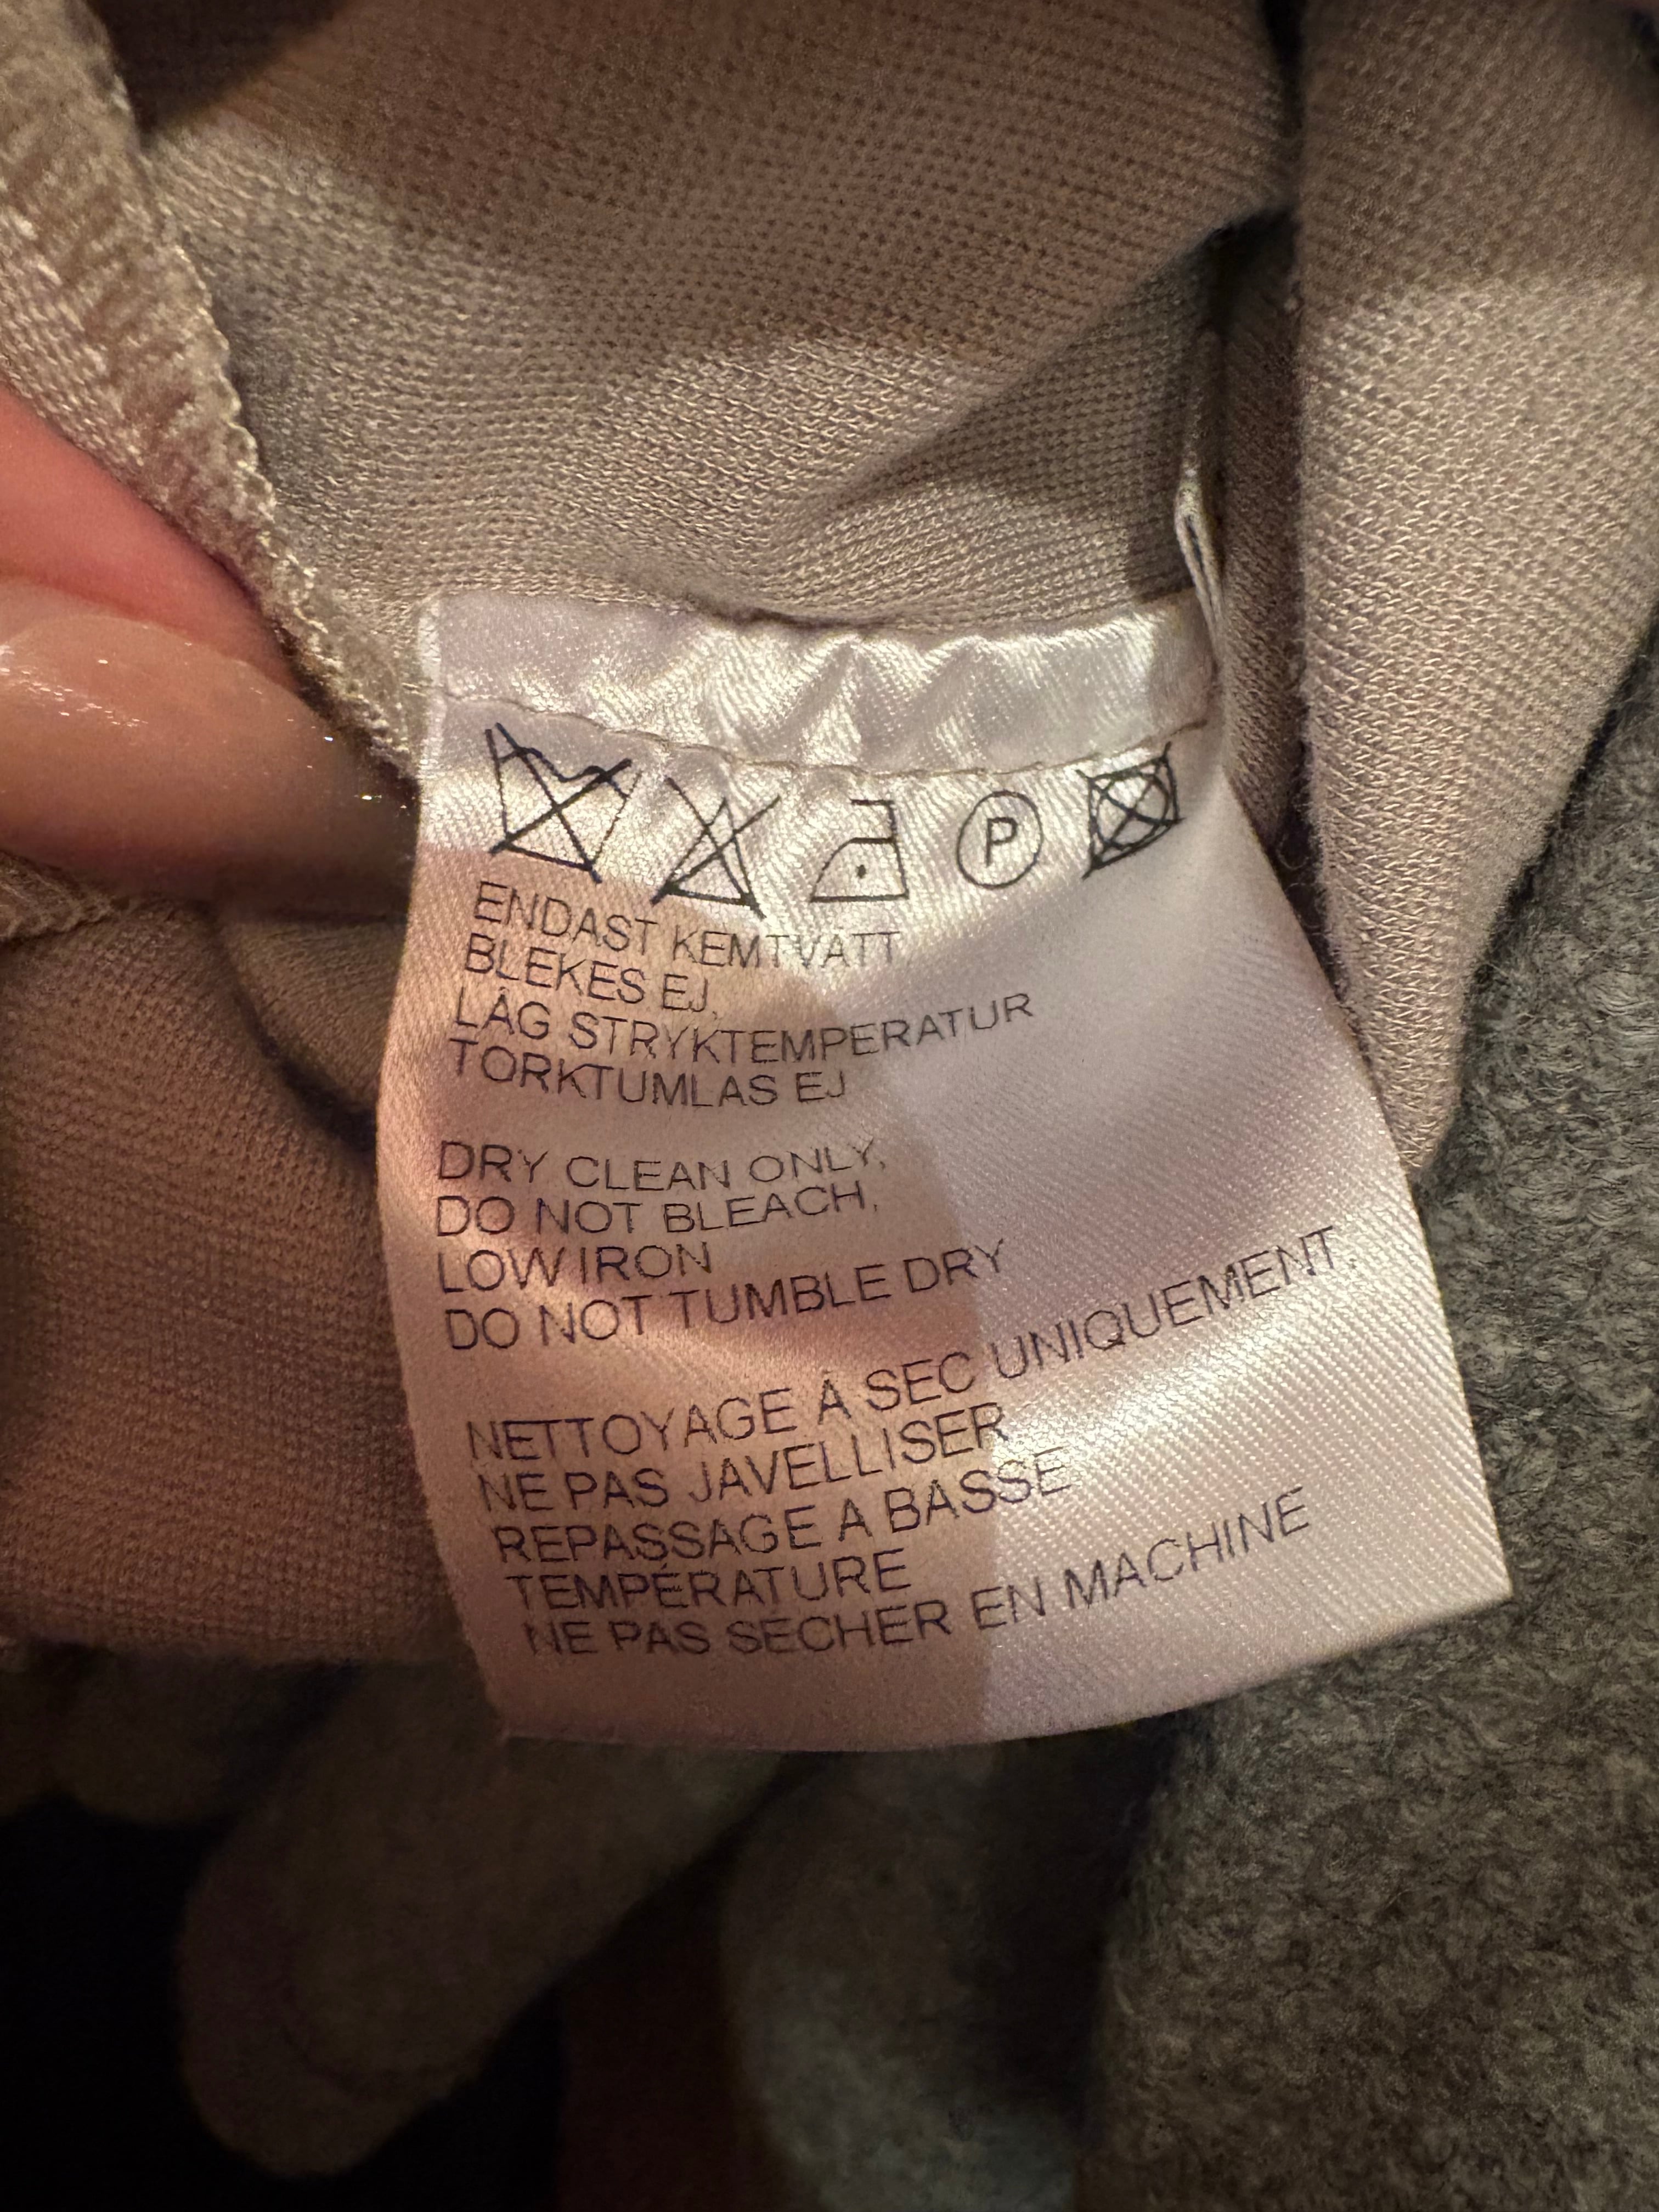 P
ENDAST KEMTVÄTT
BLEKES EJ,
LÅG STRYKTEMPERATUR
TORKTUMLAS EJ
DRY CLEAN ONLY,
DO NOT BLEACH,
LOW IRON
DO NOT TUMBLE DRY
NETTOYAGE À SEC UNIQUEMENT.
NE PAS JAVELLISER
REPASSAGE A BASSE
TEMPÉRATURE
NE PAS SÉCHER EN MACHINE